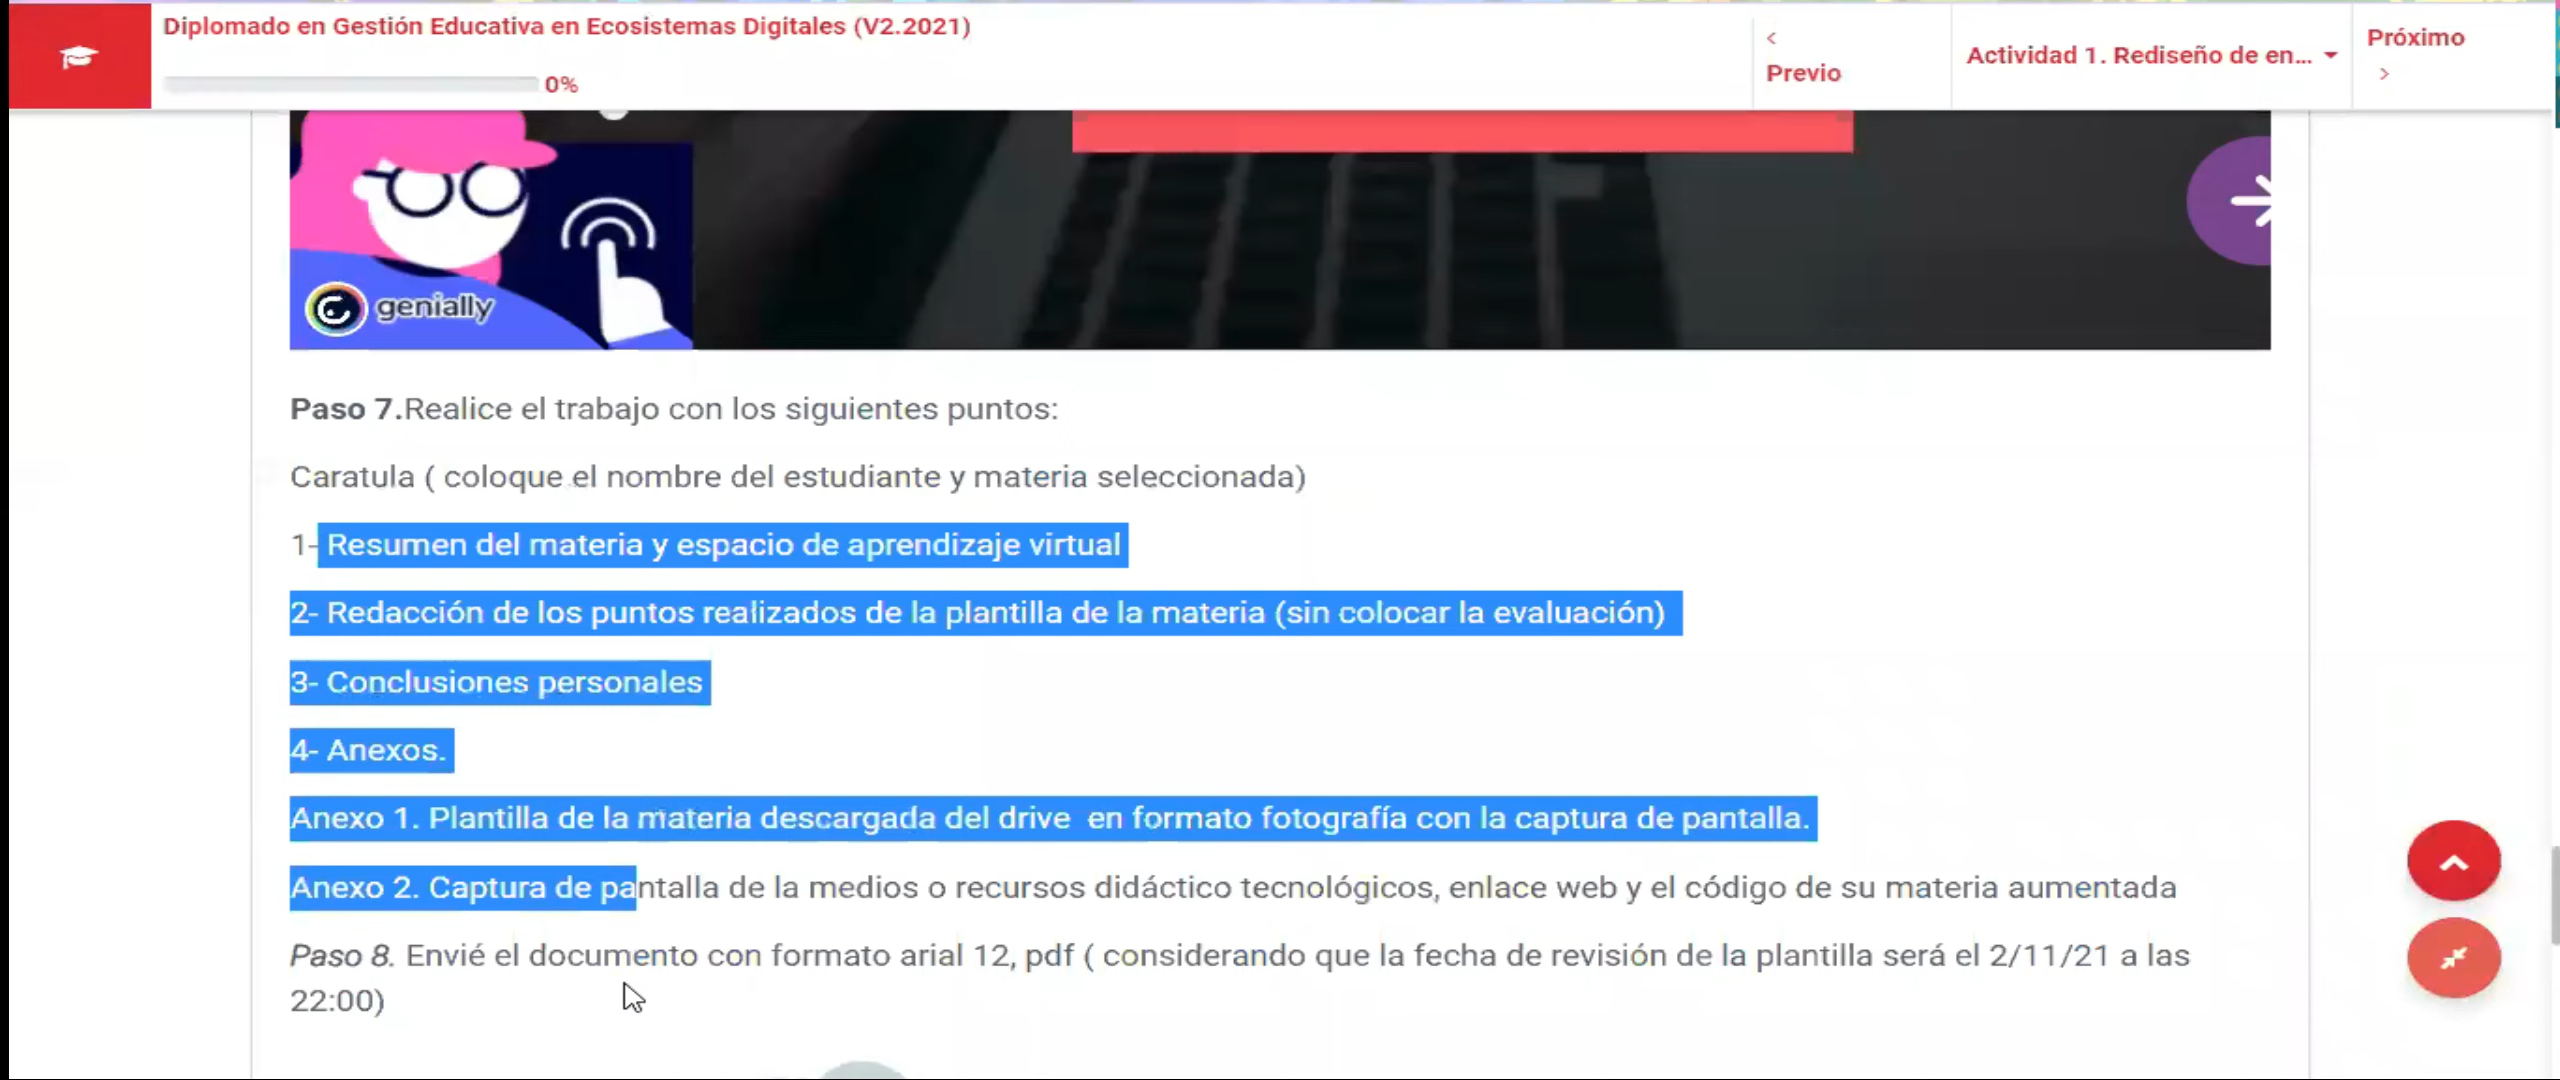 Diplomado en Gestión Educativa en Ecosistemas Digitales (V2.2021)
0%
Previo
Actividad 1. Rediseño de en...
Próximo
genially
Paso 7.Realice el trabajo con los siguientes puntos:
Caratula ( coloque el nombre del estudiante y materia seleccionada)
1- Resumen del materia y espacio de aprendizaje virtual
2- Redacción de los puntos realizados de la plantilla de la materia (sin colocar la evaluación)
3- Conclusiones personales
4- Anexos.
Anexo 1. Plantilla de la materia descargada del drive  en formato fotografía con la captura de pantalla.
Anexo 2. Captura de pantalla de la medios o recursos didáctico tecnológicos, enlace web y el código de su materia aumentada
Paso 8. Envié el documento con formato arial 12, pdf ( considerando que la fecha de revisión de la plantilla será el 2/11/21 a las
22:00)